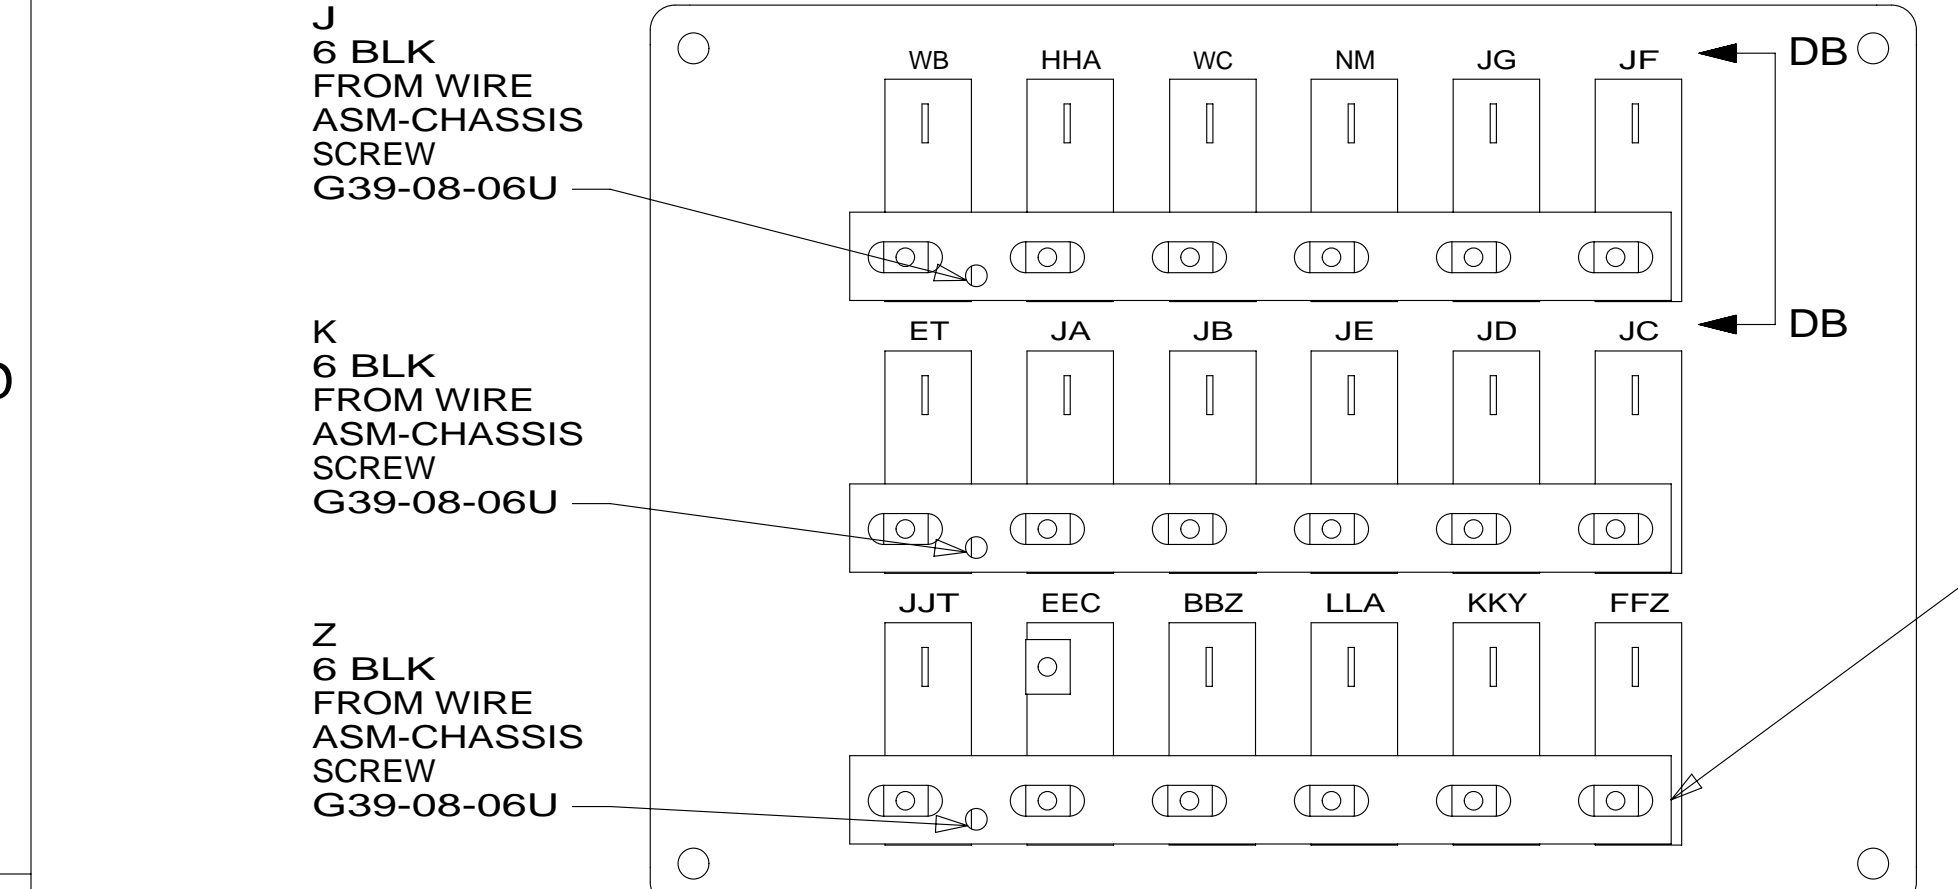 J
6 BLK
FROM WIRE
ASM-CHASSIS
SCREW
G39-08-06U
WB HHA WC NM JG JF
DB
K
6 BLK
FROM WIRE
ASM-CHASSIS
SCREW
G39-08-06U
ET JA JB JE JD JC
DB
Z
6 BLK
FROM WIRE
ASM-CHASSIS
SCREW
G39-08-06U
JJT EEC BBZ LLA KKY FFZ